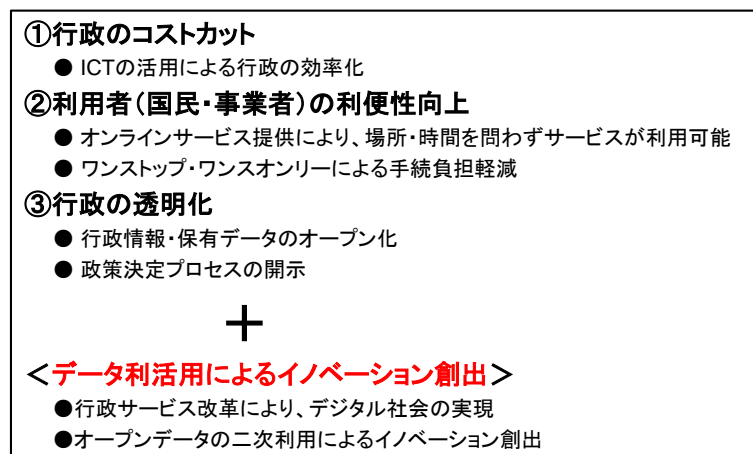 ①行政のコストカット
● ICTの活用による行政の効率化
②利用者(国民・事業者)の利便性向上
● オンラインサービス提供により、場所・時間を問わずサービスが利用可能
● ワンストップ・ワンスオンリーによる手続負担軽減
③行政の透明化
● 行政情報・保有データのオープン化
● 政策決定プロセスの開示
＋
＜データ利活用によるイノベーション創出＞
●行政サービス改革により、デジタル社会の実現
●オープンデータの二次利用によるイノベーション創出